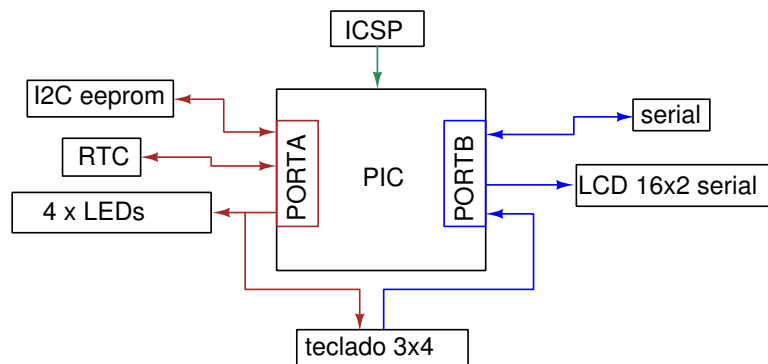 ICSP
I2C eeprom
serial
RTC
PORTA
PIC
PORTB
LCD 16x2 serial
4 x LEDs
teclado 3x4